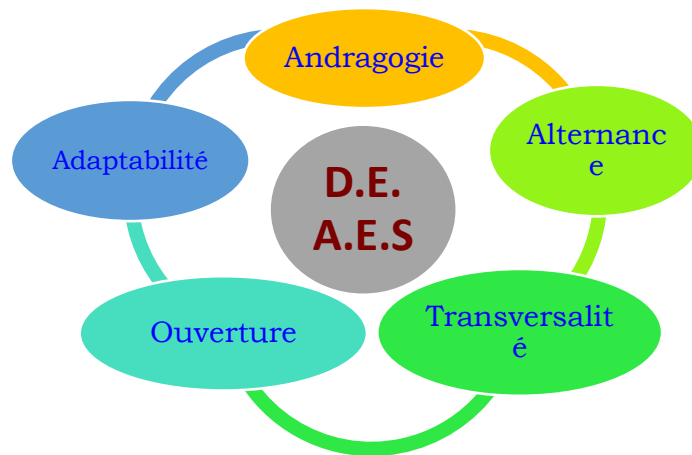 Andragogie
Alternanc
e
Adaptabilité
D.E.
A.E.S
Transversalit
é
Ouverture